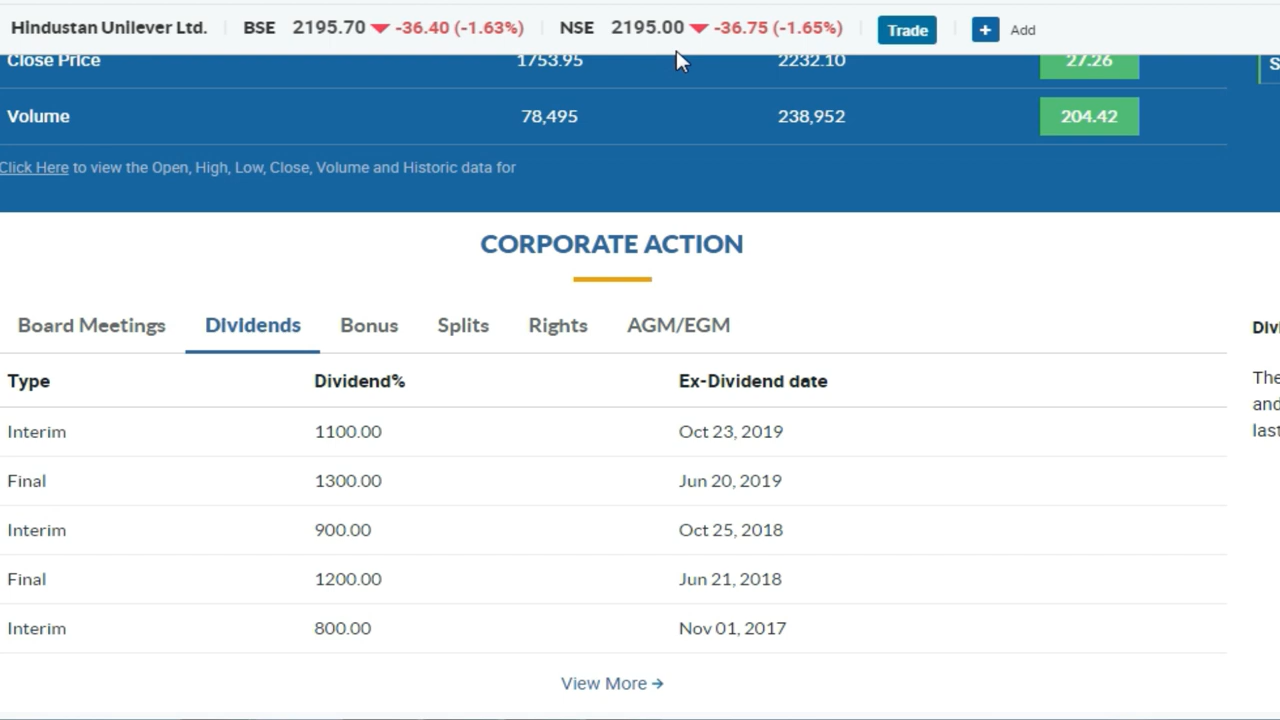 Hindustan Unilever Ltd. BSE 2195.70 -36.40 (-1.63%) NSE 2195.00 -36.75 (-1.65%) Trade + Add
Close Price 1753.95 2232.10 27.26
Volume 78,495 238,952 204.42
Click Here to view the Open, High, Low, Close, Volume and Historic data for
CORPORATE ACTION
Board Meetings Dividends Bonus Splits Rights AGM/EGM
Type Dividend% Ex-Dividend date
Interim 1100.00 Oct 23, 2019
Final 1300.00 Jun 20, 2019
Interim 900.00 Oct 25, 2018
Final 1200.00 Jun 21, 2018
Interim 800.00 Nov 01, 2017
View More →
S
Divi
The
and
last